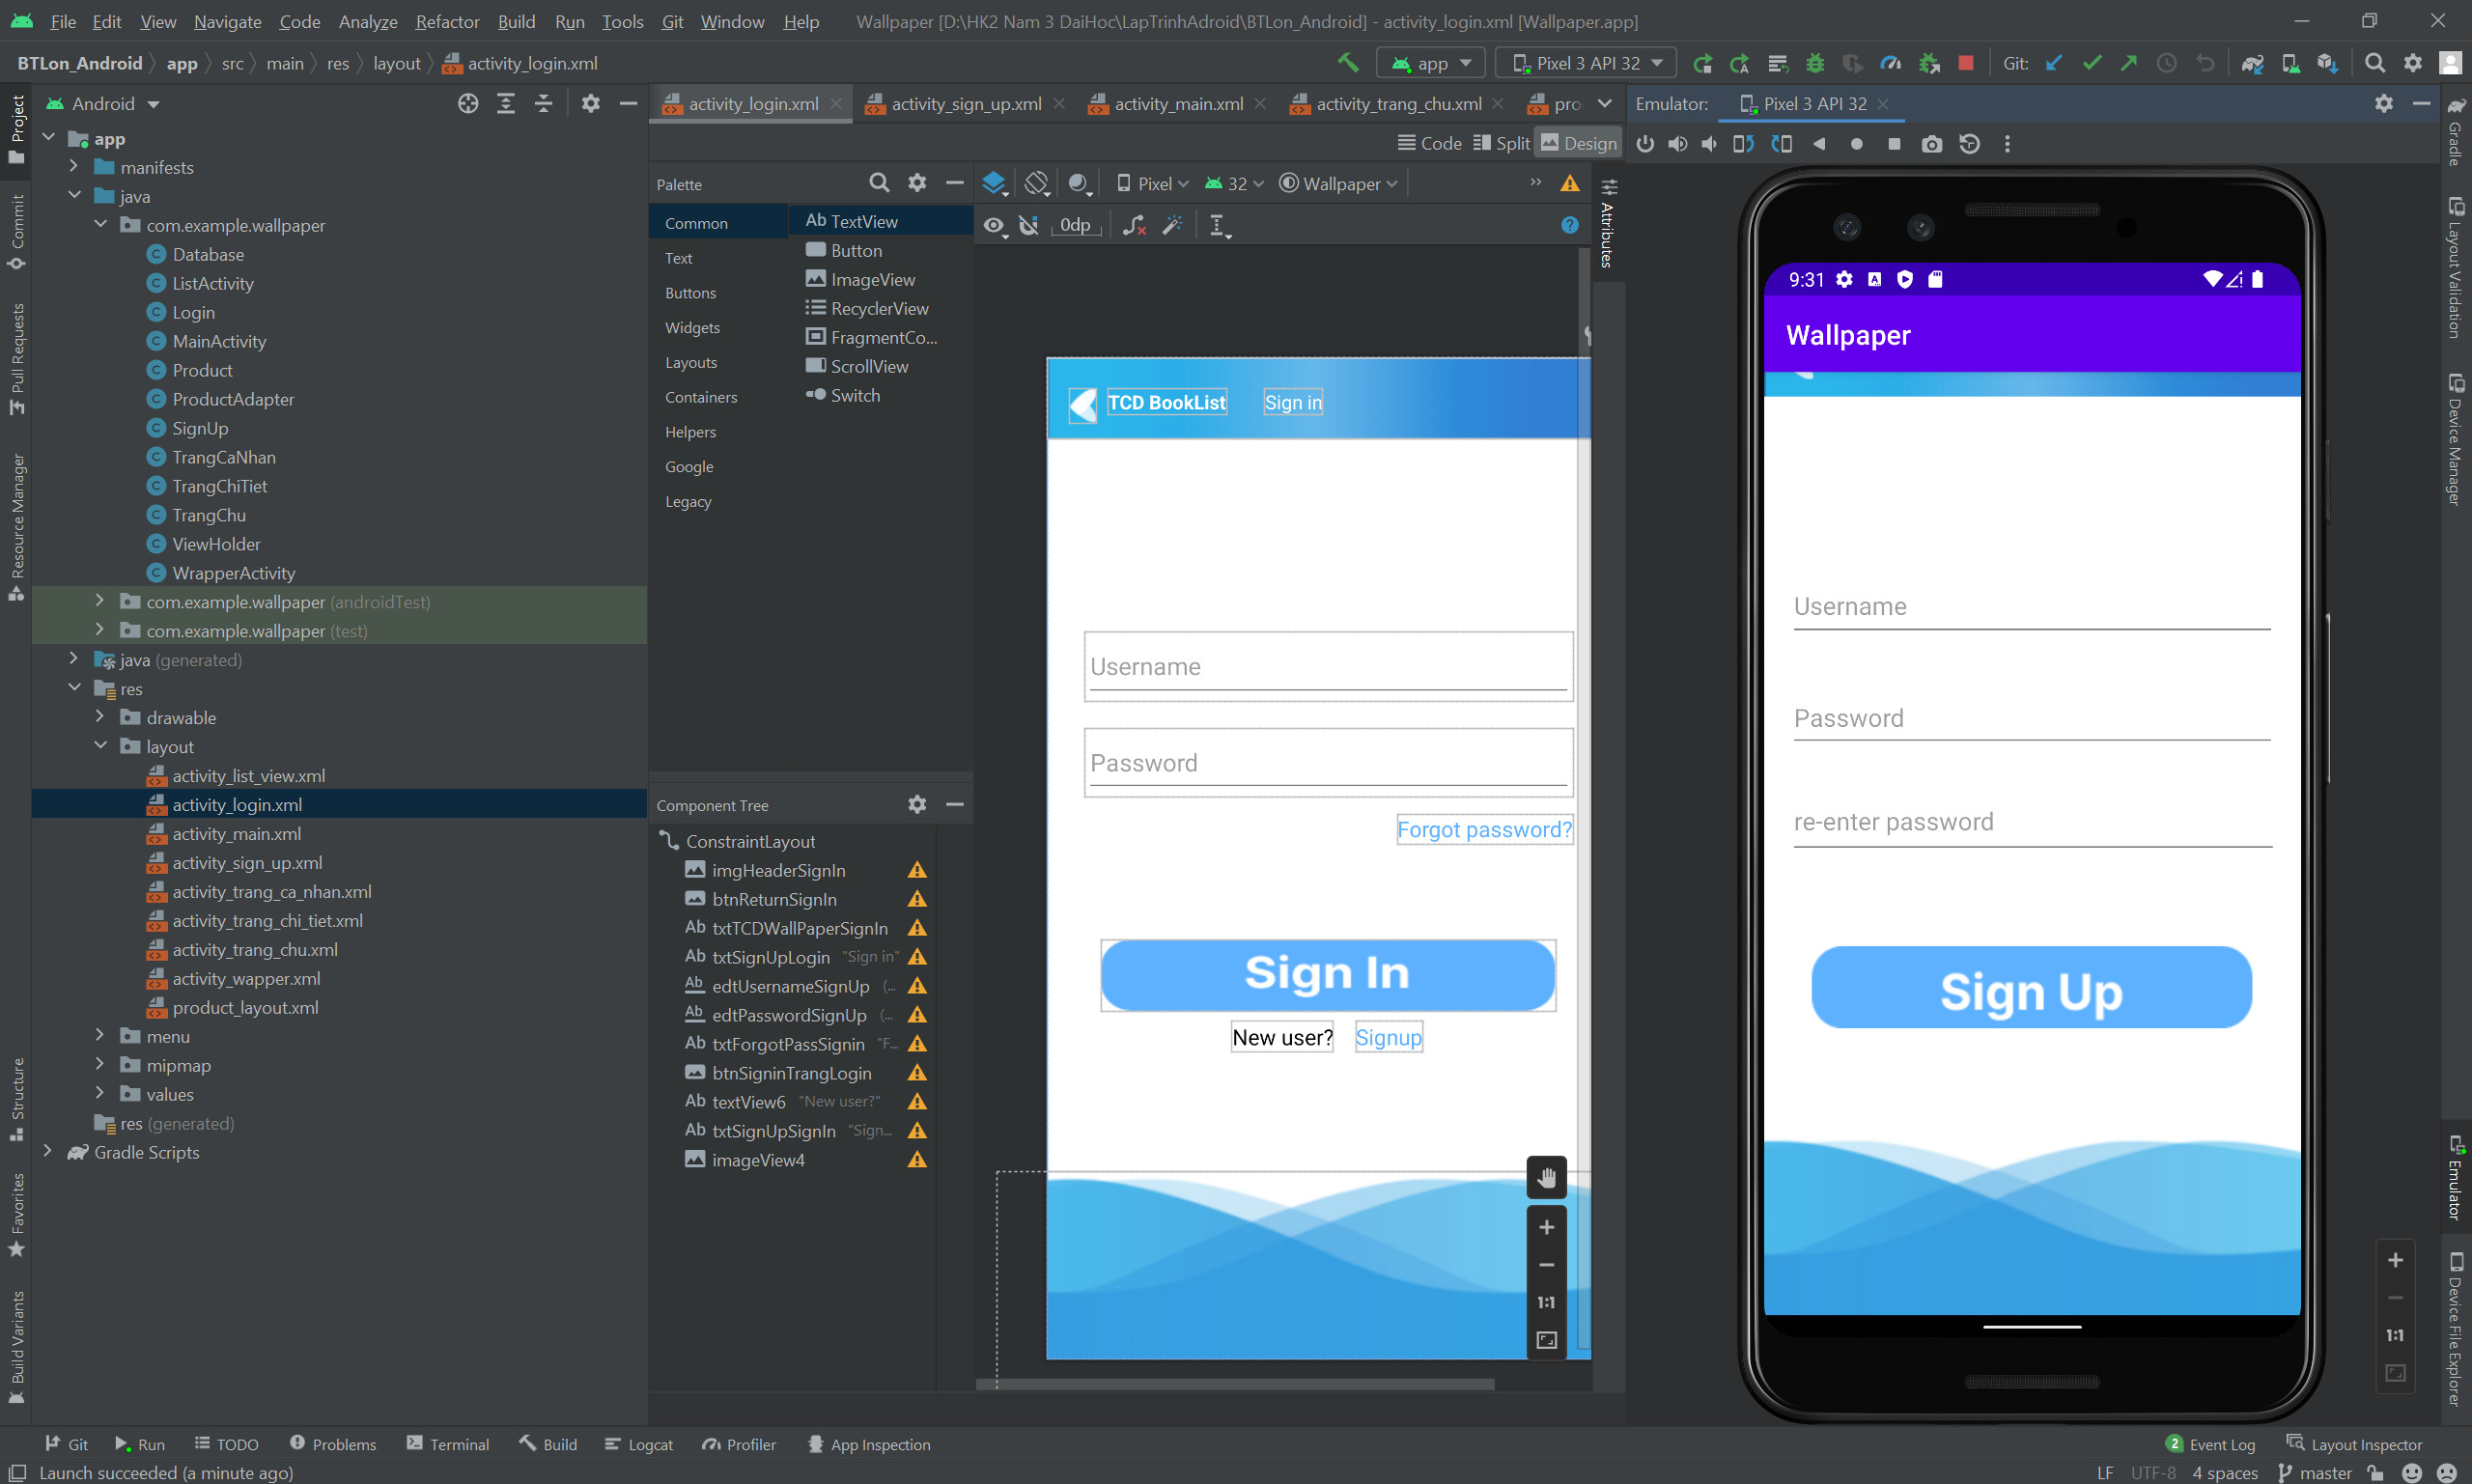 File Edit View Navigate Code Analyze Refactor Build Run Tools Git Window Help Wallpaper [D:\HK2 Nam 3 DaiHoc\LapTrinhAdroid\BTLon_Android] - activity_login.xml [Wallpaper.app]
BTLon_Android app src main res layout activity_login.xml app Pixel 3 API 32 Git:
Android
app
manifests
java
com.example.wallpaper
Database
ListActivity
Login
MainActivity
Product
ProductAdapter
SignUp
TrangCaNhan
TrangChiTiet
TrangChu
ViewHolder
WrapperActivity
com.example.wallpaper (androidTest)
com.example.wallpaper (test)
java (generated)
res
drawable
layout
activity_list_view.xml
activity_login.xml
activity_main.xml
activity_sign_up.xml
activity_trang_ca_nhan.xml
activity_trang_chi_tiet.xml
activity_trang_chu.xml
activity_wapper.xml
product_layout.xml
menu
mipmap
values
res (generated)
Gradle Scripts
Project
Commit
Pull Requests
Resource Manager
Structure
Favorites
Build Variants
activity_login.xml activity_sign_up.xml activity_main.xml activity_trang_chu.xml pro
Code Split Design
Palette
Common
Text
Buttons
Widgets
Layouts
Containers
Helpers
Google
Legacy
Ab TextView
Button
ImageView
RecyclerView
FragmentCo...
ScrollView
Switch
Component Tree
ConstraintLayout
imgHeaderSignIn
btnReturnSignIn
Ab txtTCDWallPaperSignIn
Ab txtSignUpLogin "Sign in"
Ab edtUsernameSignUp (...
Ab edtPasswordSignUp (...
Ab txtForgotPassSignin "F...
btnSigninTrangLogin
Ab textView6 "New user?"
Ab txtSignUpSignIn "Sign...
imageView4
Pixel 32 Wallpaper
0dp
Attributes
TCD BookList Sign in
Username
Password
Forgot password?
Sign In
New user? Signup
1:1
Emulator: Pixel 3 API 32
9:31
Wallpaper
Username
Password
re-enter password
Sign Up
1:1
Gradle
Layout Validation
Device Manager
Emulator
Device File Explorer
Git Run TODO Problems Terminal Build Logcat Profiler App Inspection 2 Event Log Layout Inspector
Launch succeeded (a minute ago) LF UTF-8 4 spaces master